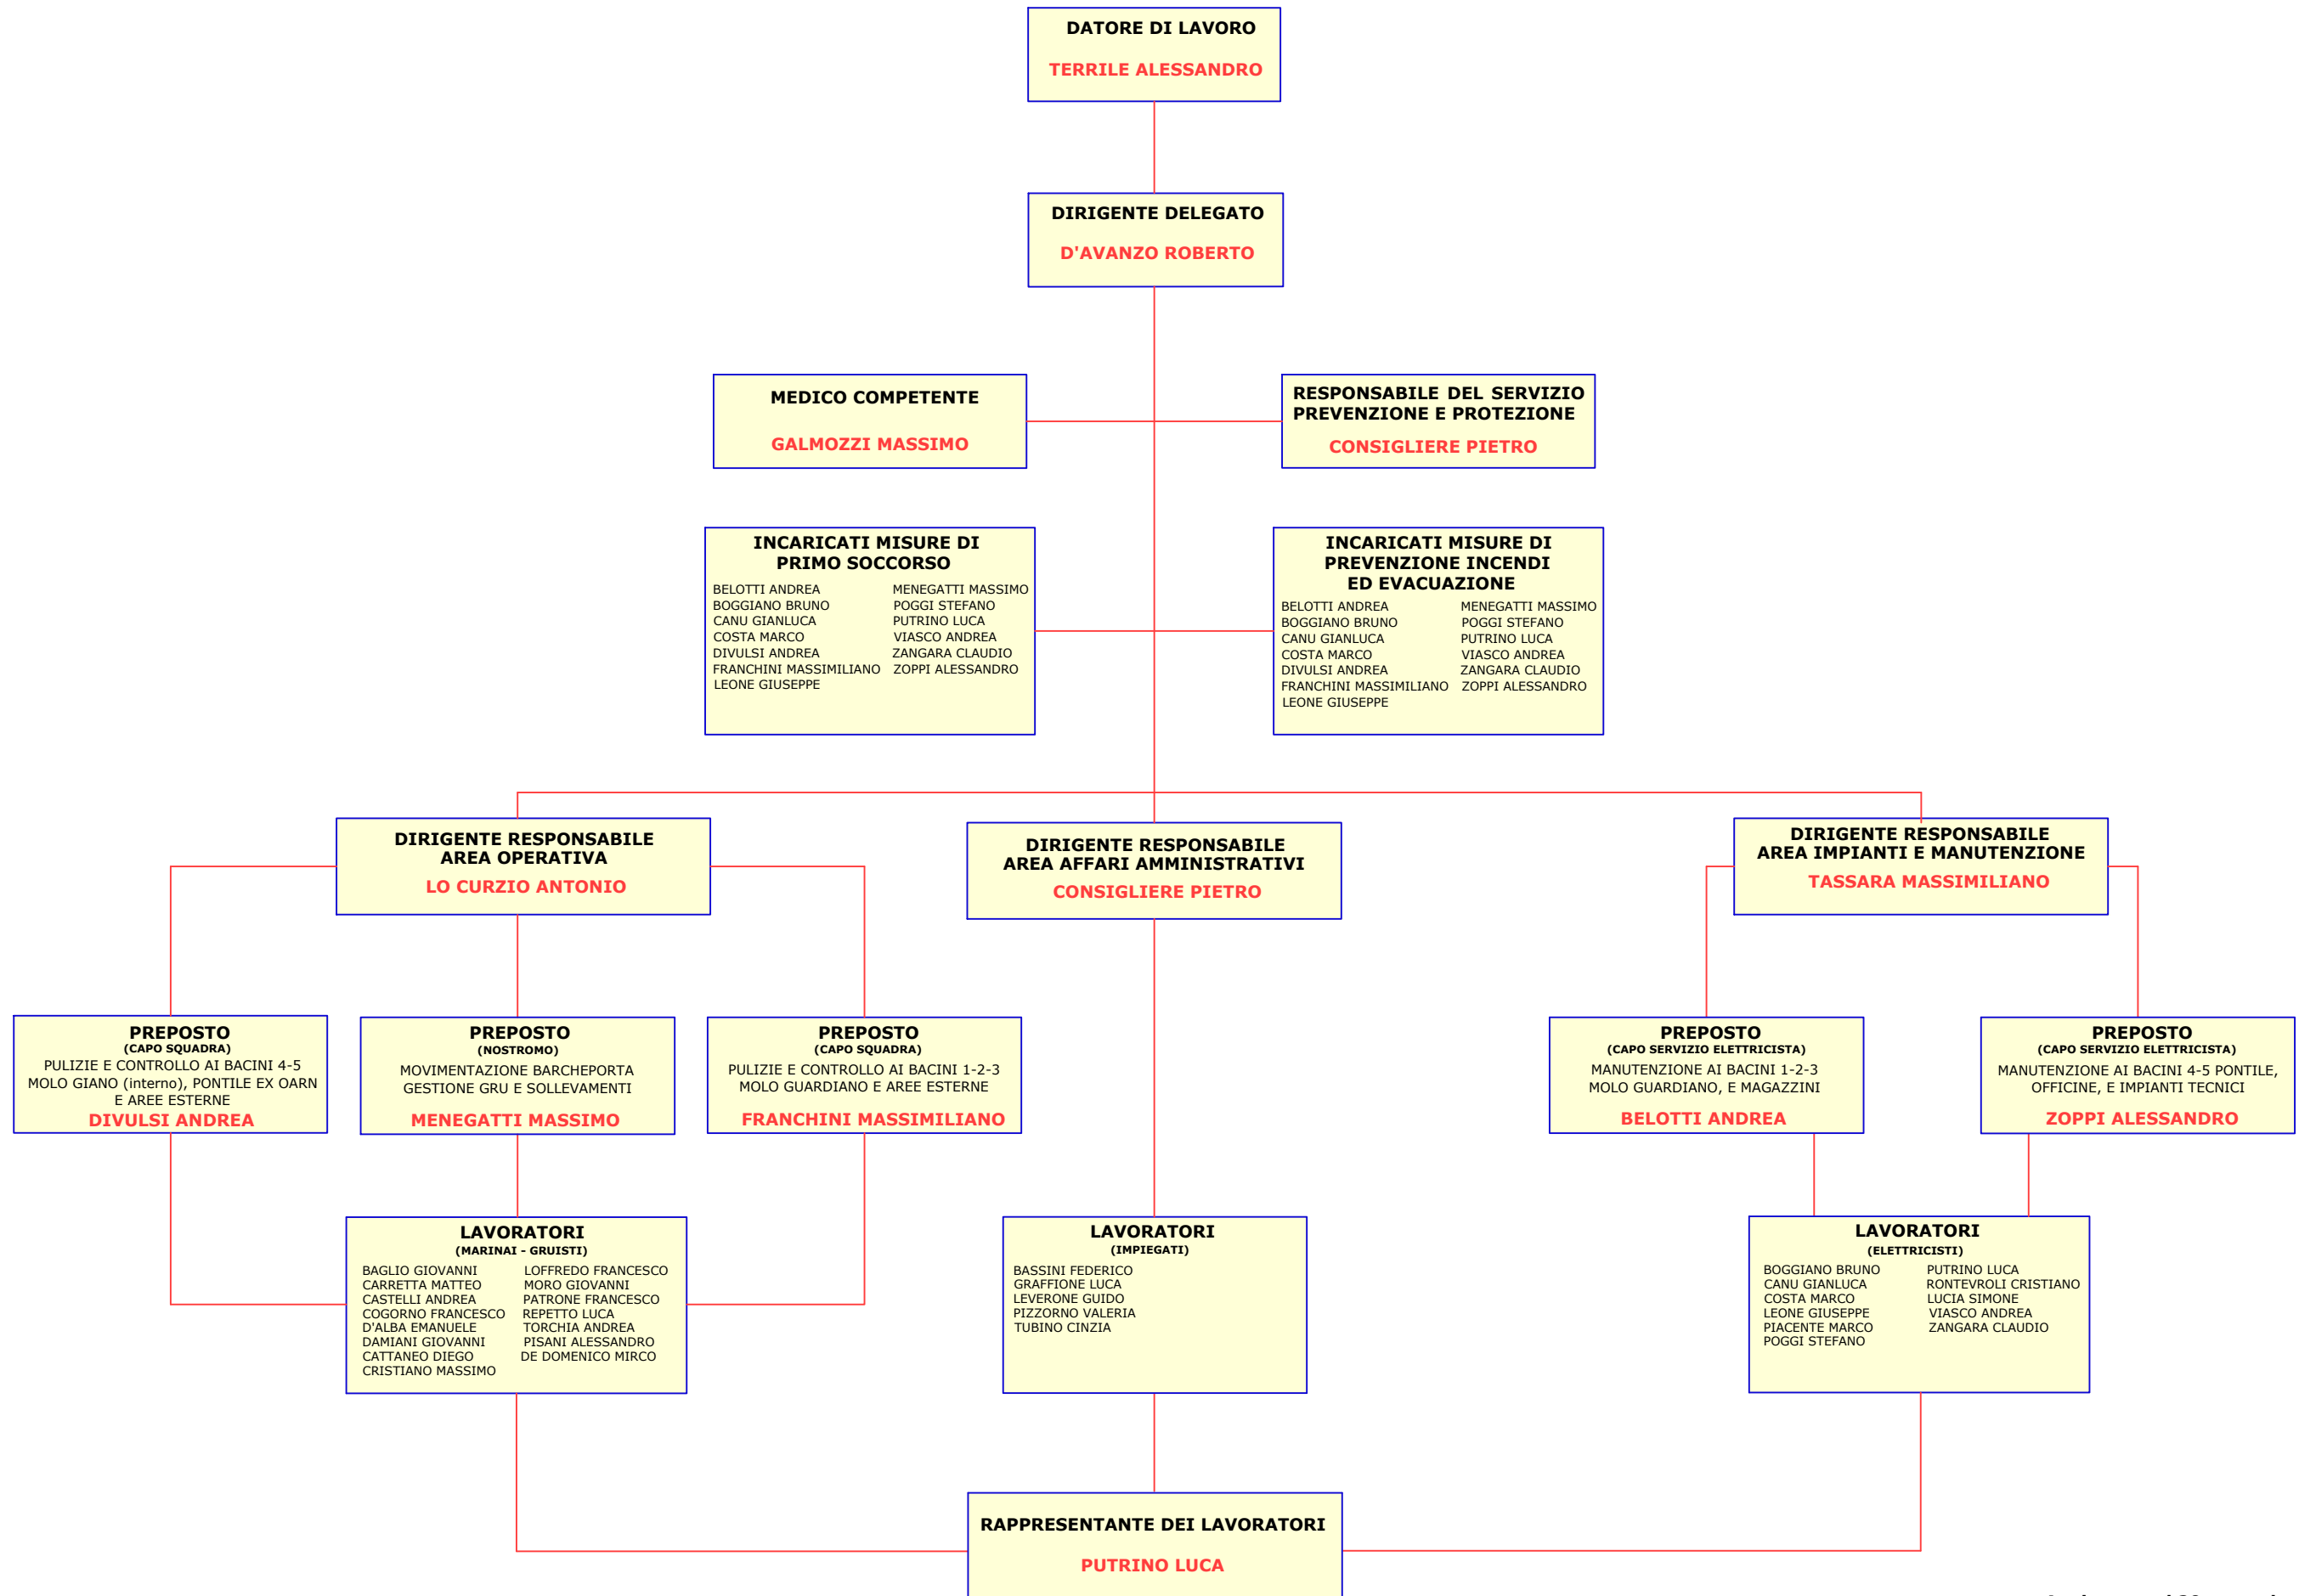 DATORE DI LAVORO
TERRILE ALESSANDRO
DIRIGENTE DELEGATO
D'AVANZO ROBERTO
MEDICO COMPETENTE
GALMOZZI MASSIMO
RESPONSABILE DEL SERVIZIO
PREVENZIONE E PROTEZIONE
CONSIGLIERE PIETRO
INCARICATI MISURE DI
PRIMO SOCCORSO
BELOTTI ANDREA MENEGATTI MASSIMO
BOGGIANO BRUNO POGGI STEFANO
CANU GIANLUCA PUTRINO LUCA
COSTA MARCO VIASCO ANDREA
DIVULSI ANDREA ZANGARA CLAUDIO
FRANCHINI MASSIMILIANO ZOPPI ALESSANDRO
LEONE GIUSEPPE
INCARICATI MISURE DI
PREVENZIONE INCENDI
ED EVACUAZIONE
BELOTTI ANDREA MENEGATTI MASSIMO
BOGGIANO BRUNO POGGI STEFANO
CANU GIANLUCA PUTRINO LUCA
COSTA MARCO VIASCO ANDREA
DIVULSI ANDREA ZANGARA CLAUDIO
FRANCHINI MASSIMILIANO ZOPPI ALESSANDRO
LEONE GIUSEPPE
DIRIGENTE RESPONSABILE
AREA OPERATIVA
LO CURZIO ANTONIO
DIRIGENTE RESPONSABILE
AREA AFFARI AMMINISTRATIVI
CONSIGLIERE PIETRO
DIRIGENTE RESPONSABILE
AREA IMPIANTI E MANUTENZIONE
TASSARA MASSIMILIANO
PREPOSTO
(CAPO SQUADRA)
PULIZIE E CONTROLLO AI BACINI 4-5
MOLO GIANO (interno), PONTILE EX OARN
E AREE ESTERNE
DIVULSI ANDREA
PREPOSTO
(NOSTROMO)
MOVIMENTAZIONE BARCHEPORTA
GESTIONE GRU E SOLLEVAMENTI
MENEGATTI MASSIMO
PREPOSTO
(CAPO SQUADRA)
PULIZIE E CONTROLLO AI BACINI 1-2-3
MOLO GUARDIANO E AREE ESTERNE
FRANCHINI MASSIMILIANO
PREPOSTO
(CAPO SERVIZIO ELETTRICISTA)
MANUTENZIONE AI BACINI 1-2-3
MOLO GUARDIANO, E MAGAZZINI
BELOTTI ANDREA
PREPOSTO
(CAPO SERVIZIO ELETTRICISTA)
MANUTENZIONE AI BACINI 4-5 PONTILE,
OFFICINE, E IMPIANTI TECNICI
ZOPPI ALESSANDRO
LAVORATORI
(MARINAI - GRUISTI)
BAGLIO GIOVANNI LOFFREDO FRANCESCO
CARRETTA MATTEO MORO GIOVANNI
CASTELLI ANDREA PATRONE FRANCESCO
COGORNO FRANCESCO REPETTO LUCA
D'ALBA EMANUELE TORCHIA ANDREA
DAMIANI GIOVANNI PISANI ALESSANDRO
CATTANEO DIEGO DE DOMENICO MIRCO
CRISTIANO MASSIMO
LAVORATORI
(IMPIEGATI)
BASSINI FEDERICO
GRAFFIONE LUCA
LEVERONE GUIDO
PIZZORNO VALERIA
TUBINO CINZIA
LAVORATORI
(ELETTRICISTI)
BOGGIANO BRUNO PUTRINO LUCA
CANU GIANLUCA RONTEVROLI CRISTIANO
COSTA MARCO LUCIA SIMONE
LEONE GIUSEPPE VIASCO ANDREA
PIACENTE MARCO ZANGARA CLAUDIO
POGGI STEFANO
RAPPRESENTANTE DEI LAVORATORI
PUTRINO LUCA